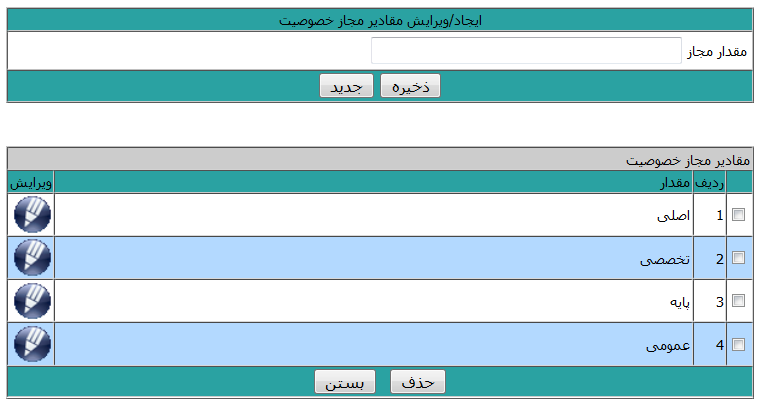 ایجاد/ویرایش مقادیر مجاز خصوصیت
مقدار مجاز
ذخیره جدید
مقادیر مجاز خصوصیت
ردیف مقدار ویرایش
1 اصلی
2 تخصصی
3 پایه
4 عمومی
حذف بستن